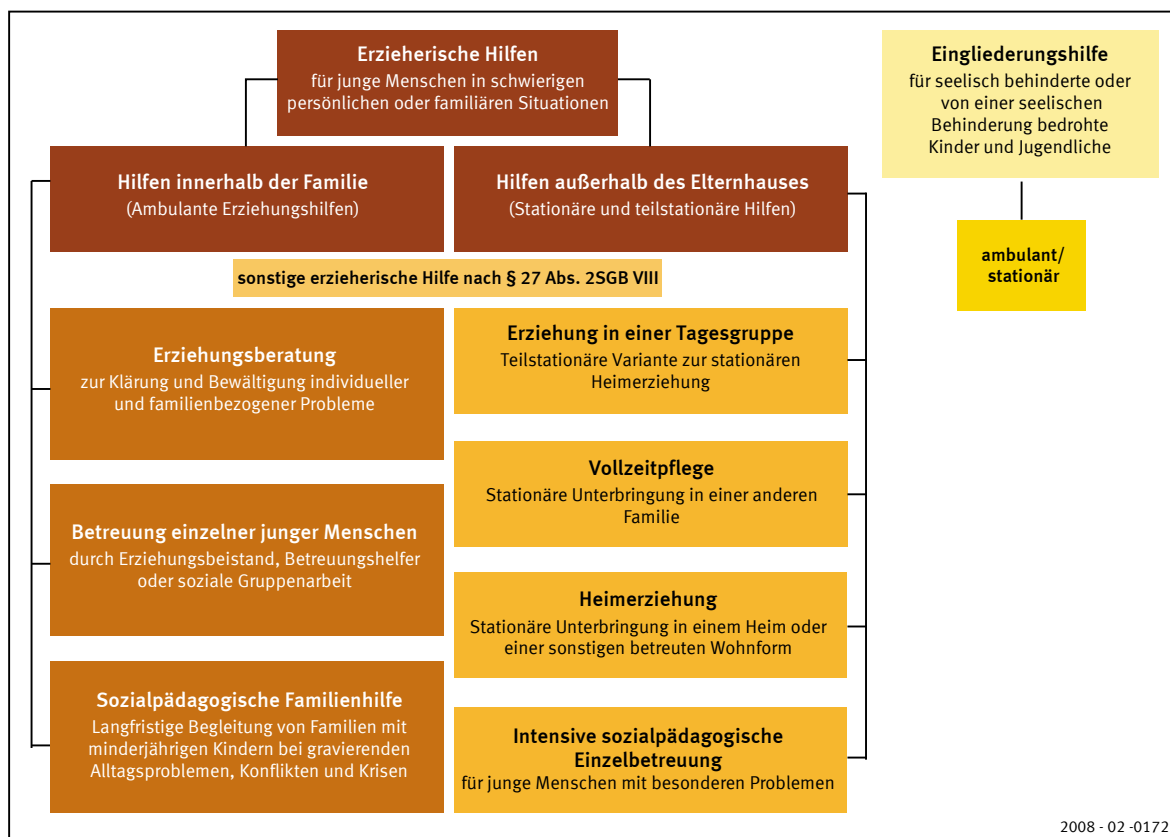 Erzieherische Hilfen
für junge Menschen in schwierigen
persönlichen oder familiären Situationen
Eingliederungshilfe
für seelisch behinderte oder
von einer seelischen
Behinderung bedrohte
Kinder und Jugendliche
Hilfen innerhalb der Familie
(Ambulante Erziehungshilfen)
Hilfen außerhalb des Elternhauses
(Stationäre und teilstationäre Hilfen)
ambulant/
stationär
sonstige erzieherische Hilfe nach § 27 Abs. 2SGB VIII
Erziehungsberatung
zur Klärung und Bewältigung individueller
und familienbezogener Probleme
Betreuung einzelner junger Menschen
durch Erziehungsbeistand, Betreuungshelfer
oder soziale Gruppenarbeit
Sozialpädagogische Familienhilfe
Langfristige Begleitung von Familien mit
minderjährigen Kindern bei gravierenden
Alltagsproblemen, Konflikten und Krisen
Erziehung in einer Tagesgruppe
Teilstationäre Variante zur stationären
Heimerziehung
Vollzeitpflege
Stationäre Unterbringung in einer anderen
Familie
Heimerziehung
Stationäre Unterbringung in einem Heim oder
einer sonstigen betreuten Wohnform
Intensive sozialpädagogische
Einzelbetreuung
für junge Menschen mit besonderen Problemen
2008 - 02 -0172